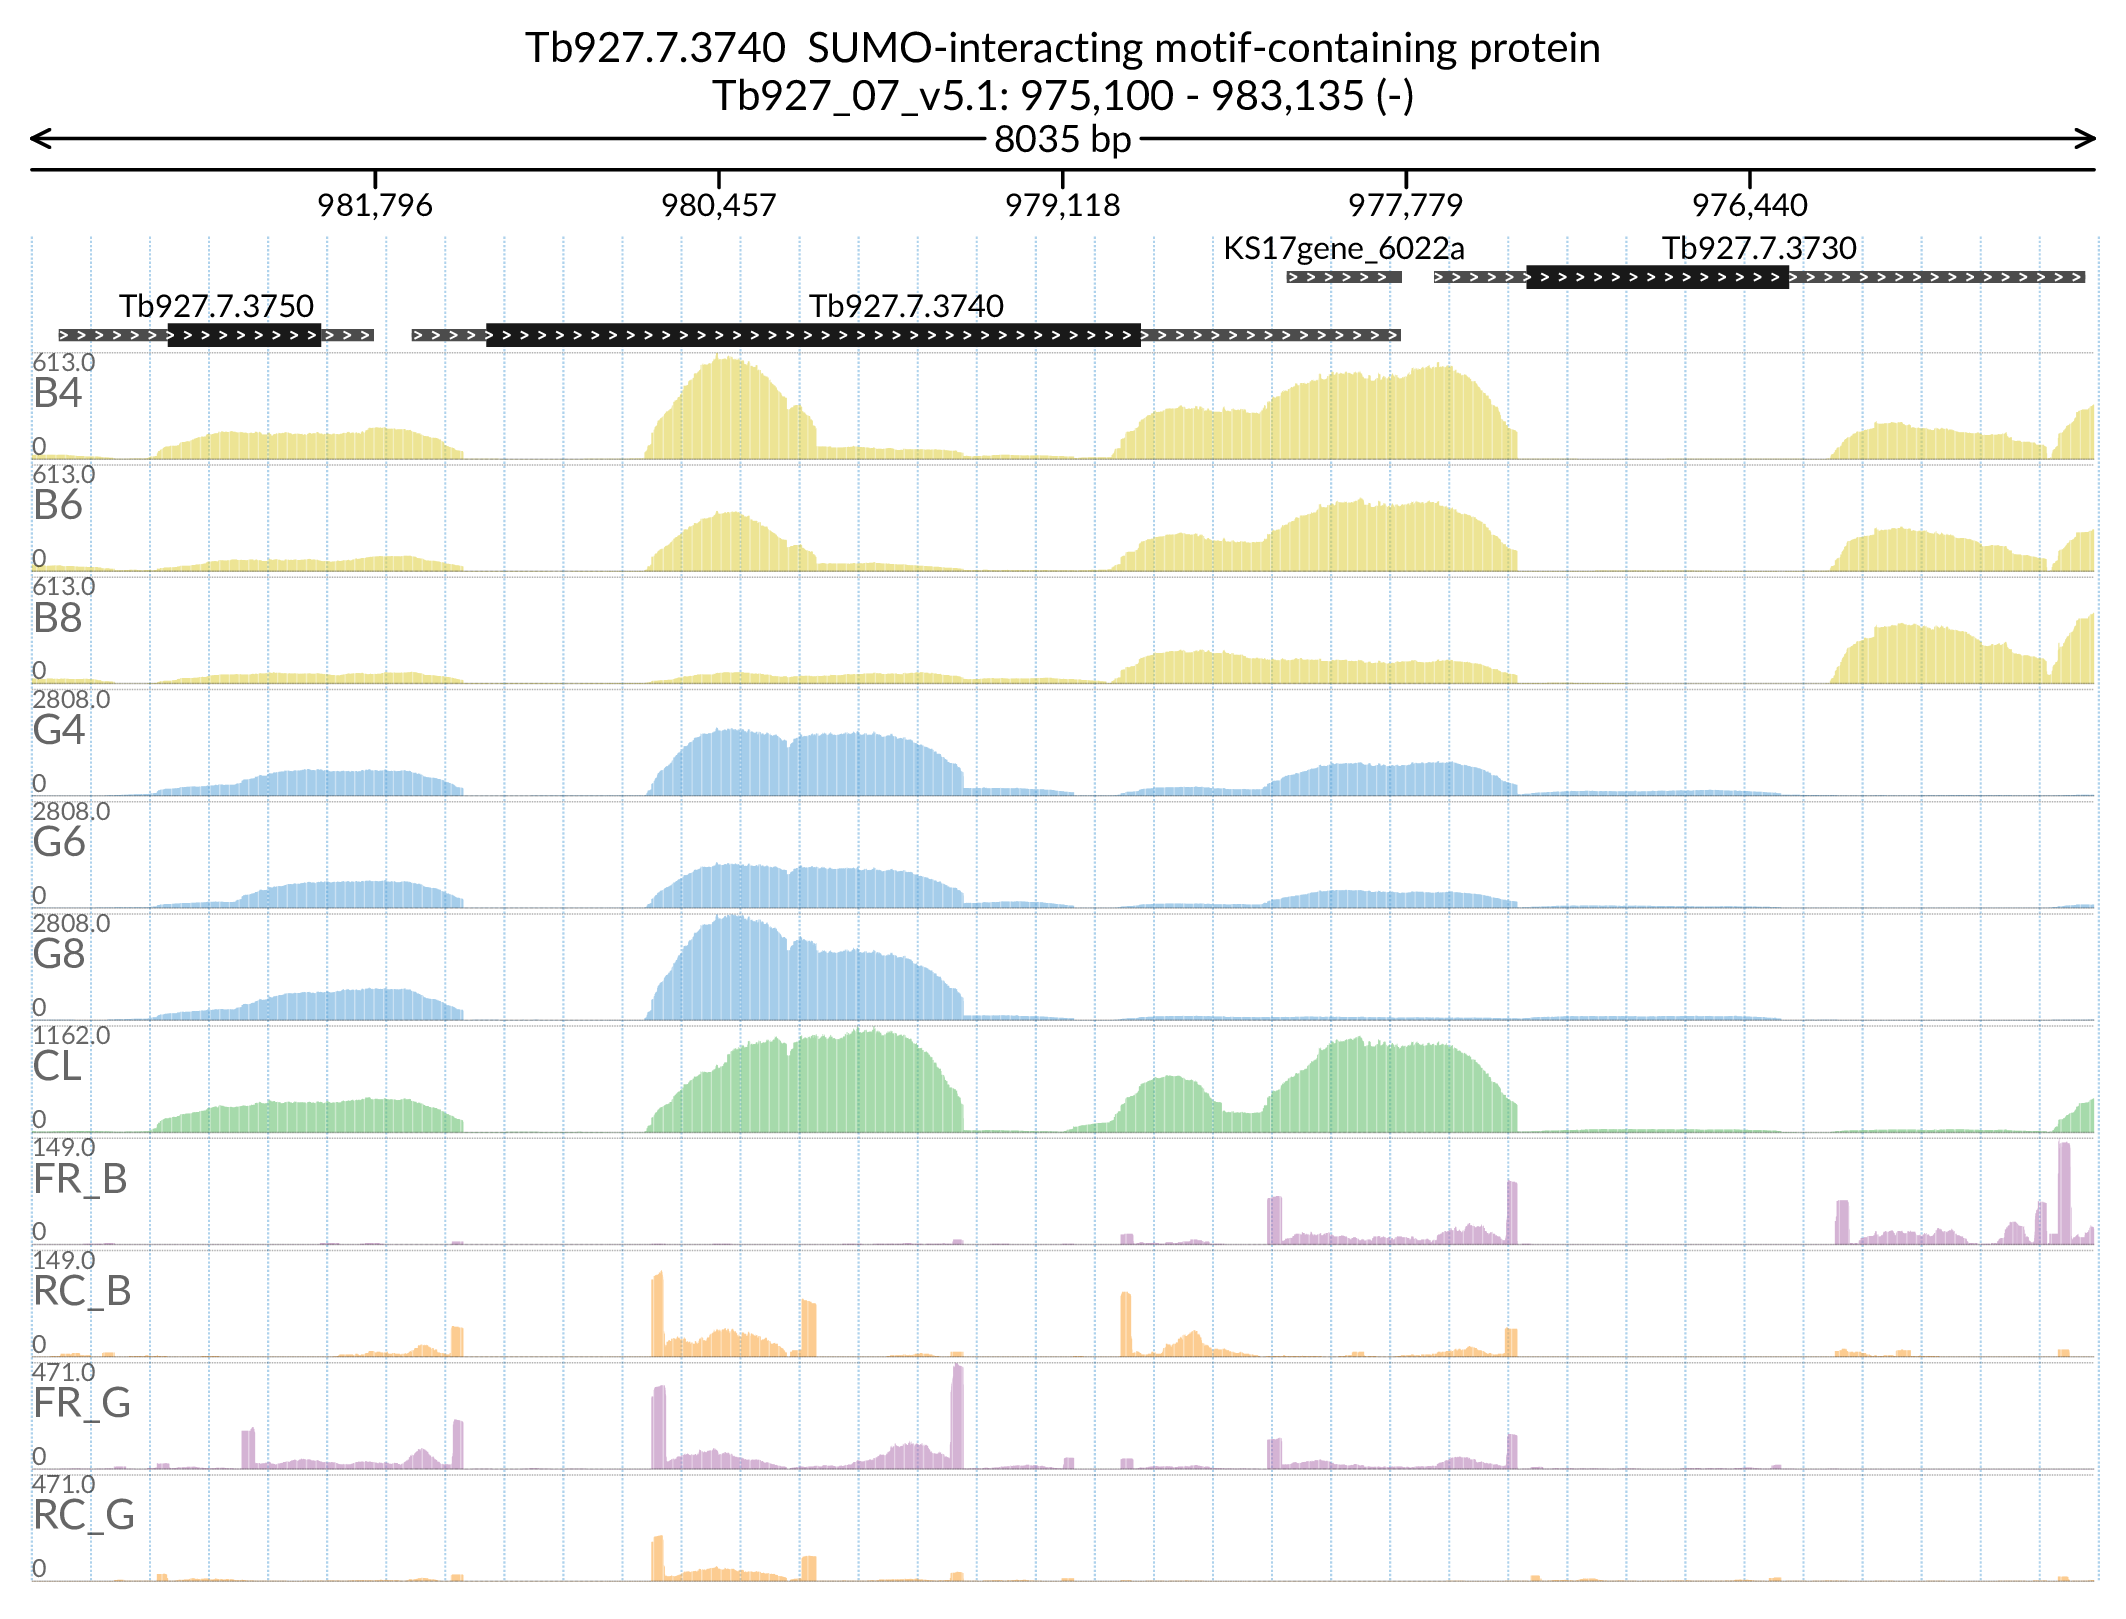 Tb927.7.3740  SUMO-interacting motif-containing protein
Tb927_07_v5.1: 975,100 - 983,135 (-)
8035 bp
981,796 980,457 979,118 977,779 976,440
KS17gene_6022a Tb927.7.3730
Tb927.7.3750 Tb927.7.3740
613.0
B4
0
613.0
B6
0
613.0
B8
0
2808.0
G4
0
2808.0
G6
0
2808.0
G8
0
1162.0
CL
0
149.0
FR_B
0
149.0
RC_B
0
471.0
FR_G
0
471.0
RC_G
0